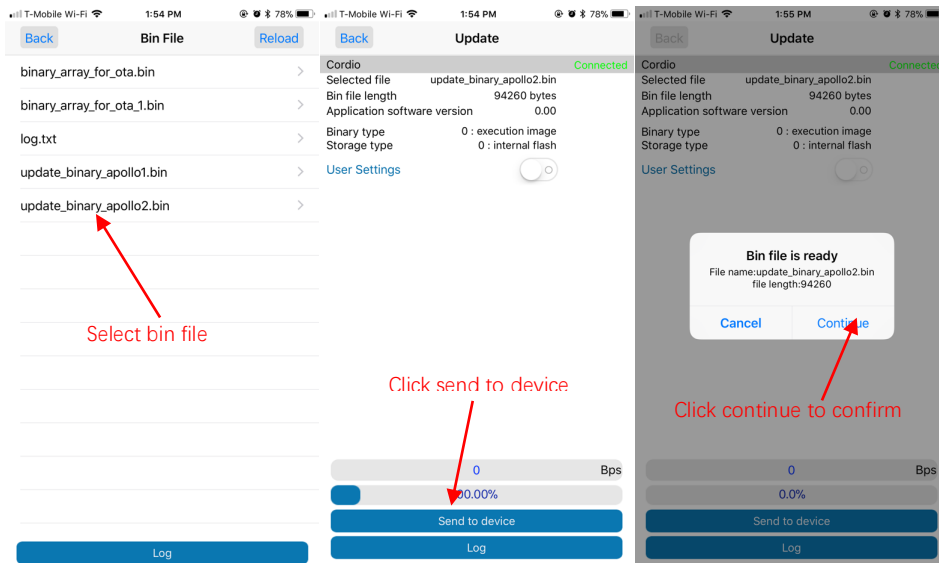 T-Mobile Wi-Fi 1:54 PM 78%
Back Bin File Reload
binary_array_for_ota.bin
binary_array_for_ota_1.bin
log.txt
update_binary_apollo1.bin
update_binary_apollo2.bin
Select bin file
Log
T-Mobile Wi-Fi 1:54 PM 78%
Back Update
Cordio Connected
Selected file update_binary_apollo2.bin
Bin file length 94260 bytes
Application software version 0.00
Binary type 0 : execution image
Storage type 0 : internal flash
User Settings
Click send to device
0 Bps
00.00%
Send to device
Log
T-Mobile Wi-Fi 1:55 PM 78%
Back Update
Cordio Connected
Selected file update_binary_apollo2.bin
Bin file length 94260 bytes
Application software version 0.00
Binary type 0 : execution image
Storage type 0 : internal flash
User Settings
Bin file is ready
File name:update_binary_apollo2.bin
file length:94260
Cancel Continue
Click continue to confirm
0 Bps
0.0%
Send to device
Log